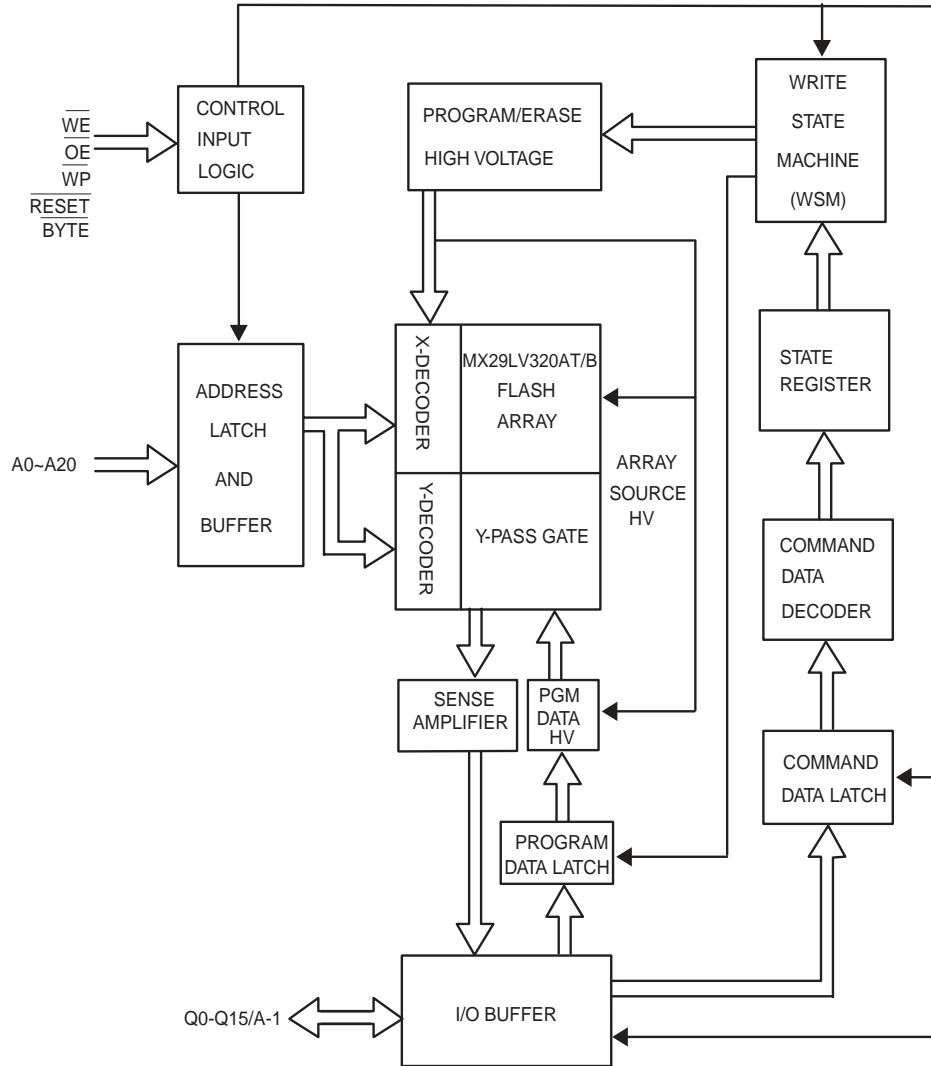 WE
OE
WP
RESET
BYTE
CONTROL
INPUT
LOGIC
PROGRAM/ERASE
HIGH VOLTAGE
WRITE
STATE
MACHINE
(WSM)
A0~A20
ADDRESS
LATCH
AND
BUFFER
X-DECODER
MX29LV320AT/B
FLASH
ARRAY
Y-DECODER
Y-PASS GATE
ARRAY
SOURCE
HV
STATE
REGISTER
COMMAND
DATA
DECODER
SENSE
AMPLIFIER
PGM
DATA
HV
COMMAND
DATA LATCH
PROGRAM
DATA LATCH
Q0-Q15/A-1
I/O BUFFER